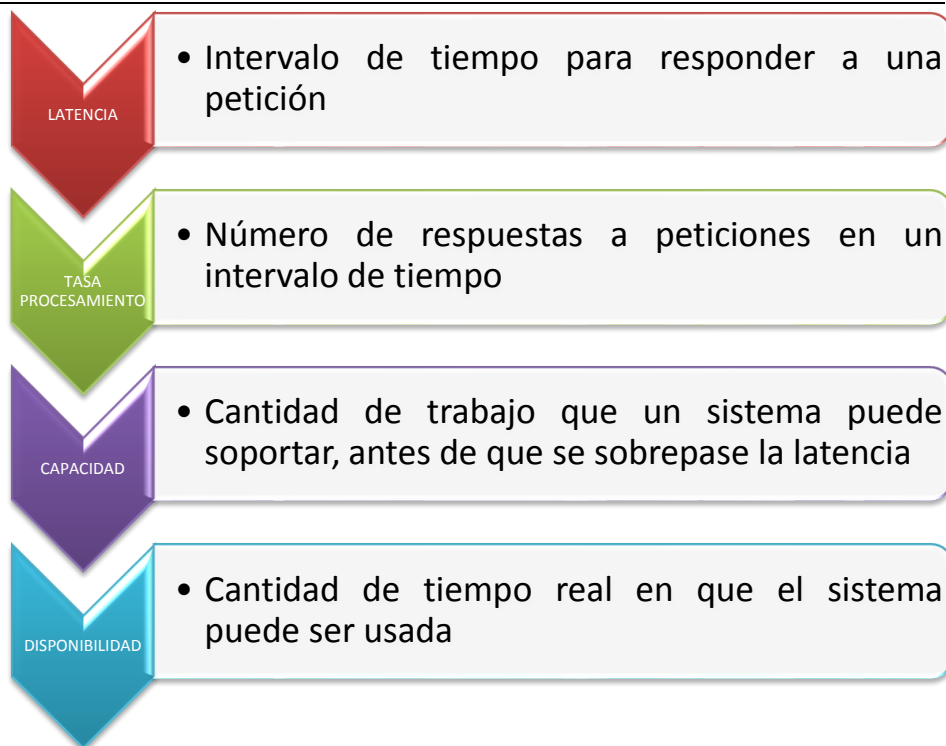 LATENCIA
• Intervalo de tiempo para responder a una
petición
TASA
PROCESAMIENTO
• Número de respuestas a peticiones en un
intervalo de tiempo
CAPACIDAD
• Cantidad de trabajo que un sistema puede
soportar, antes de que se sobrepase la latencia
DISPONIBILIDAD
• Cantidad de tiempo real en que el sistema
puede ser usada